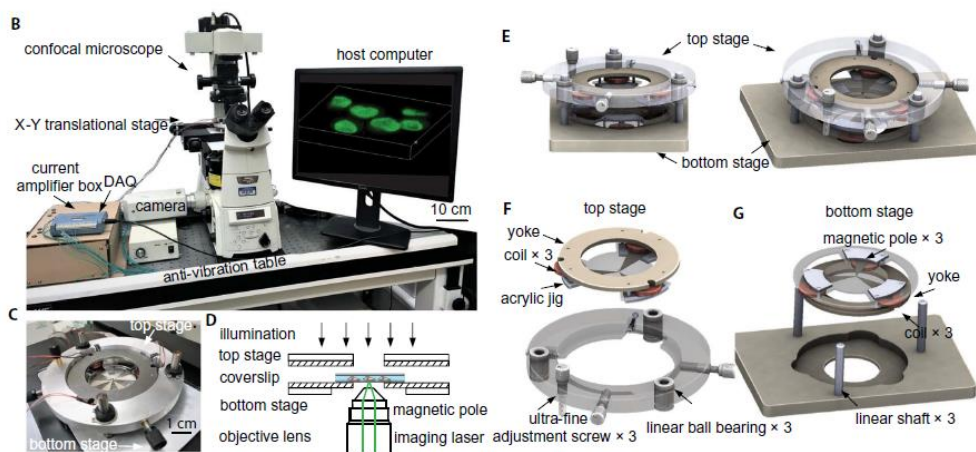 B
confocal microscope
host computer
X-Y translational stage
current
amplifier box
DAQ
camera
10 cm
anti-vibration table
C
top stage
1 cm
bottom stage
D
illumination
top stage
coverslip
bottom stage
magnetic pole
objective lens
imaging laser
E
top stage
bottom stage
F
top stage
yoke
coil × 3
acrylic jig
ultra-fine
adjustment screw × 3
linear ball bearing × 3
G
bottom stage
magnetic pole × 3
yoke
coil × 3
linear shaft × 3